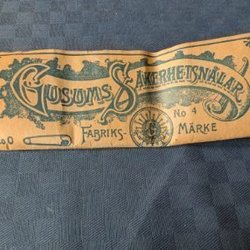 GUSUMS SÄKERHETSNÅLAR
No 4
FABRIKS- MÄRKE